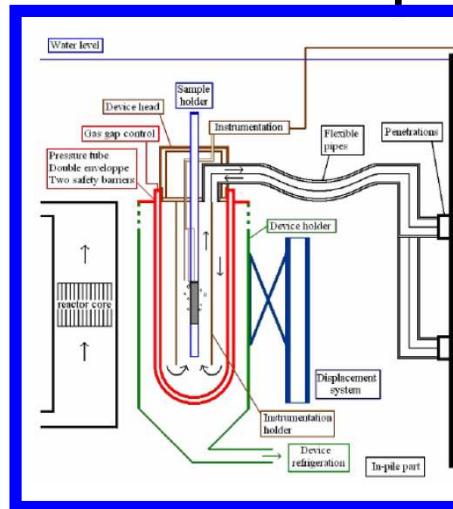 Water level
Sample
holder
Device head
Instrumentation
Gas gap control
Flexible
pipes
Penetrations
Pressure tube
Double enveloppe
Two safety barriers
Device holder
reactor core
Displacement
system
Instrumentation
holder
Device
refrigeration
In-pile part